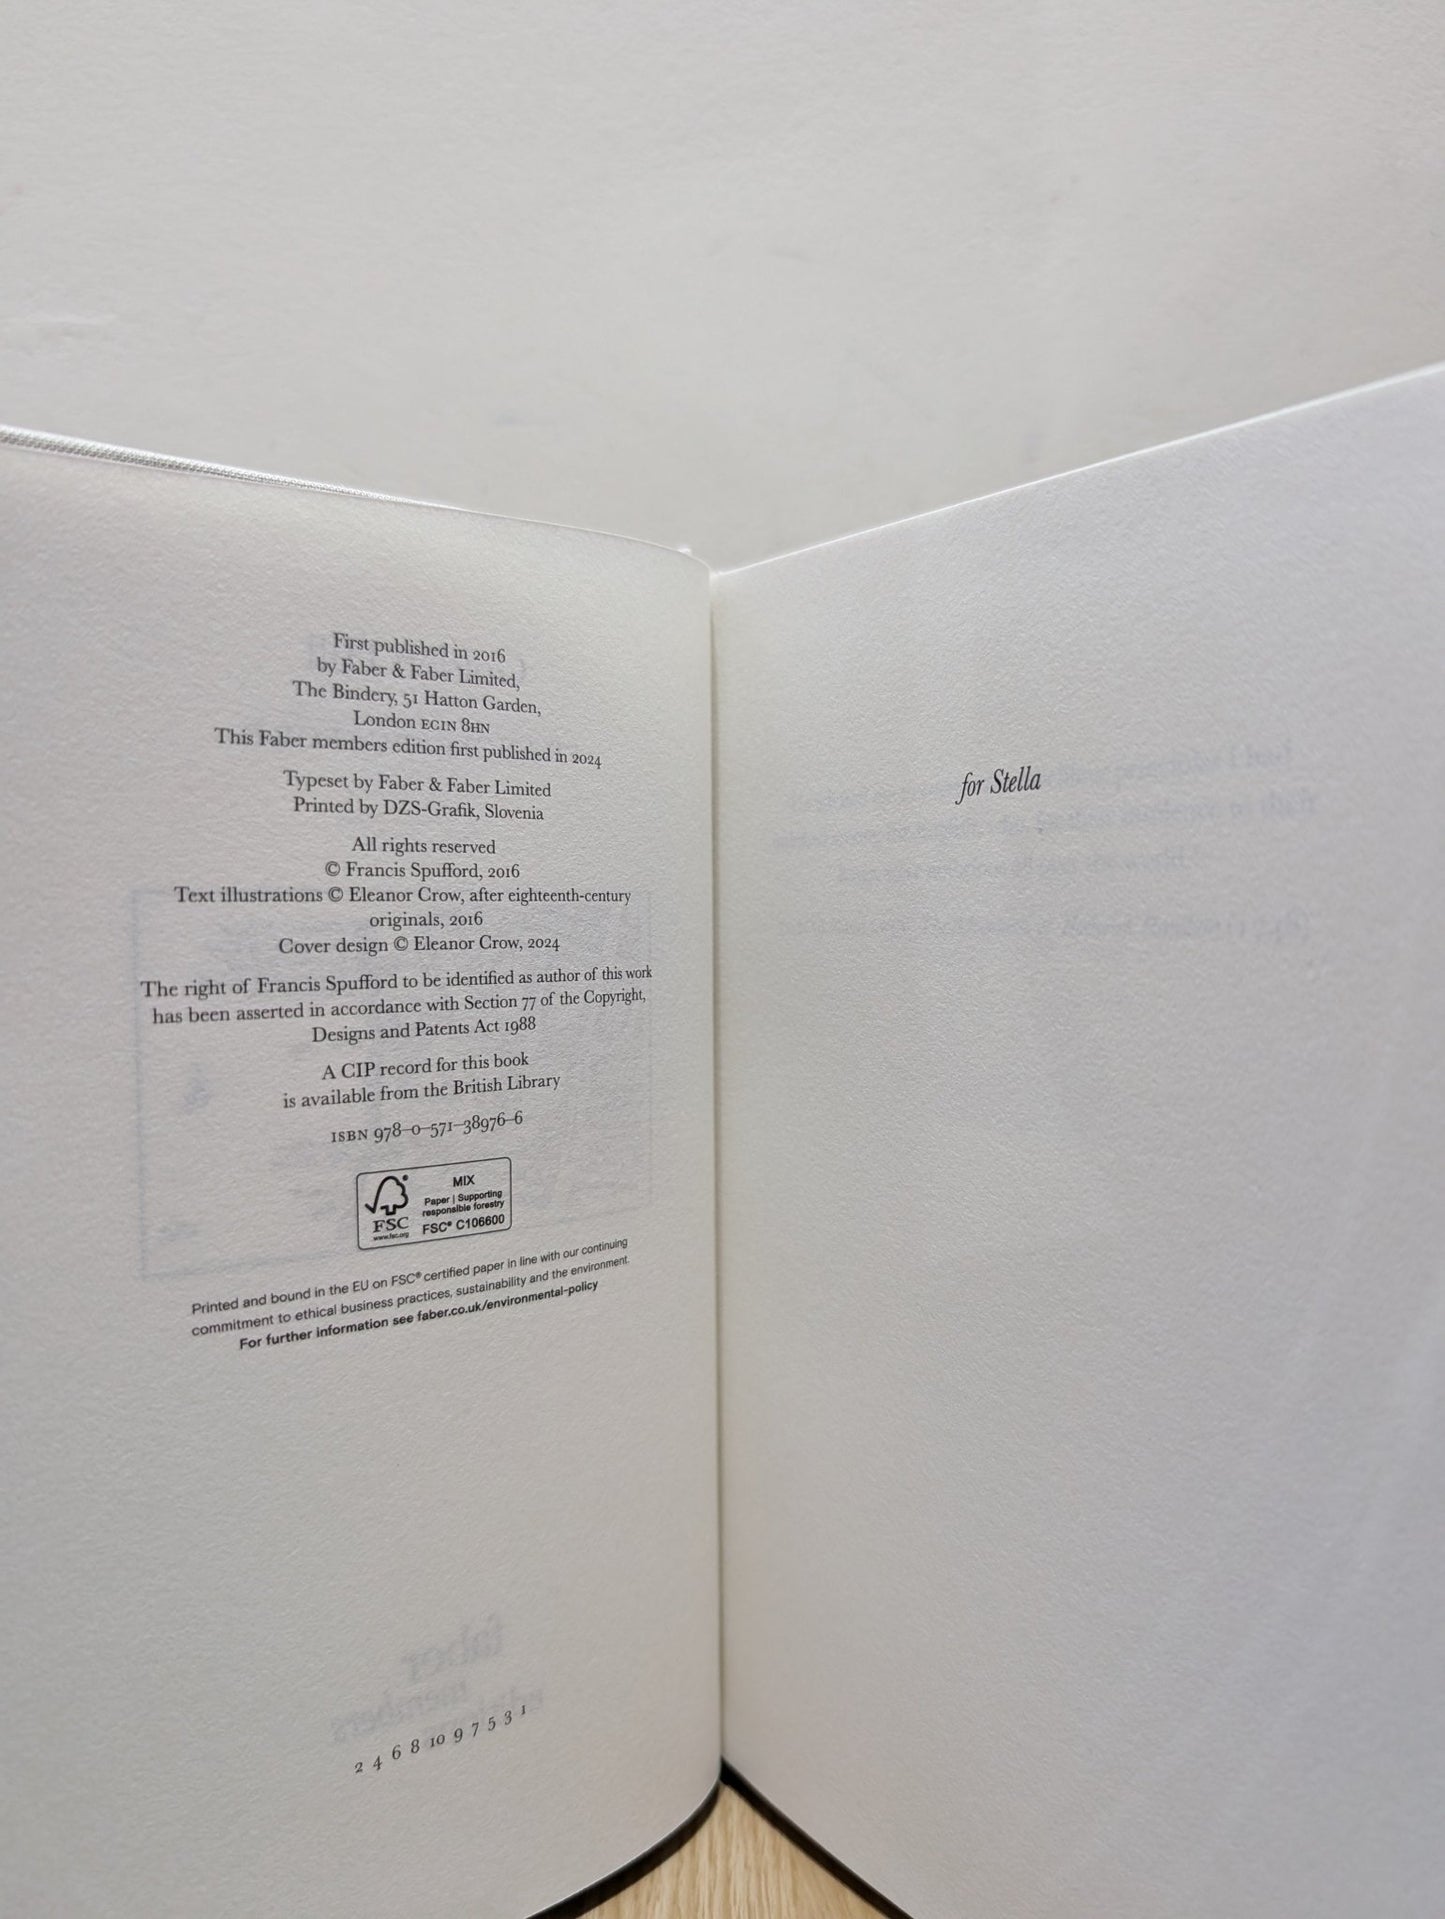 First published in 2016
by Faber & Faber Limited,
The Bindery, 51 Hatton Garden,
London EC1N 8HN
This Faber members edition first published in 2024
Typeset by Faber & Faber Limited
Printed by DZS-Grafik, Slovenia
All rights reserved
© Francis Spufford, 2016
Text illustrations © Eleanor Crow, after eighteenth-century
originals, 2016
Cover design © Eleanor Crow, 2024
The right of Francis Spufford to be identified as author of this work
has been asserted in accordance with Section 77 of the Copyright,
Designs and Patents Act 1988
A CIP record for this book
is available from the British Library
ISBN 978–0–571–38976–6
MIX
Paper | Supporting
responsible forestry
FSC® C106600
FSC
www.fsc.org
Printed and bound in the EU on FSC® certified paper in line with our continuing
commitment to ethical business practices, sustainability and the environment.
For further information see faber.co.uk/environmental-policy
faber
members
2 4 6 8 10 9 7 5 3 1
for Stella